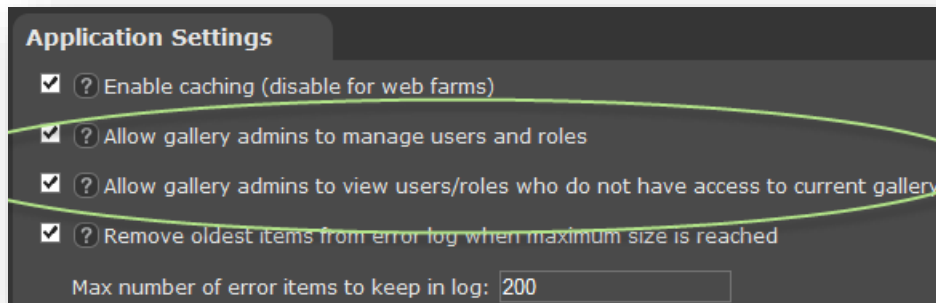 Application Settings
? Enable caching (disable for web farms)
? Allow gallery admins to manage users and roles
? Allow gallery admins to view users/roles who do not have access to current gallery
? Remove oldest items from error log when maximum size is reached
Max number of error items to keep in log: 200